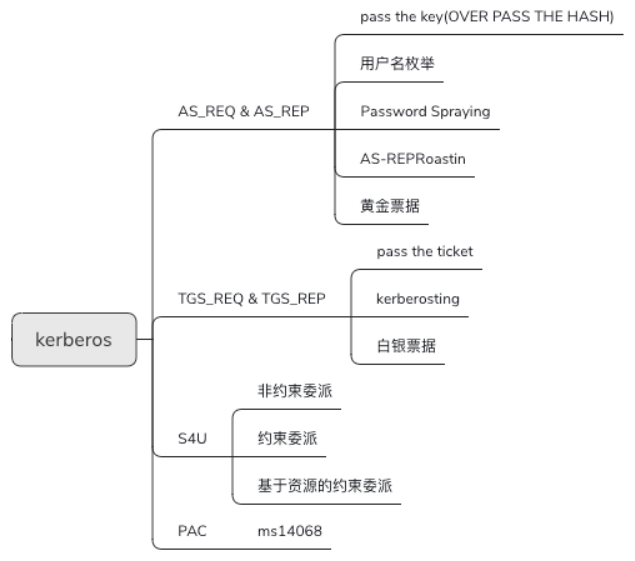 kerberos
AS_REQ & AS_REP
pass the key(OVER PASS THE HASH)
用户名枚举
Password Spraying
AS-REPRoastin
黄金票据
TGS_REQ & TGS_REP
pass the ticket
kerberosting
白银票据
S4U
非约束委派
约束委派
基于资源的约束委派
PAC
ms14068